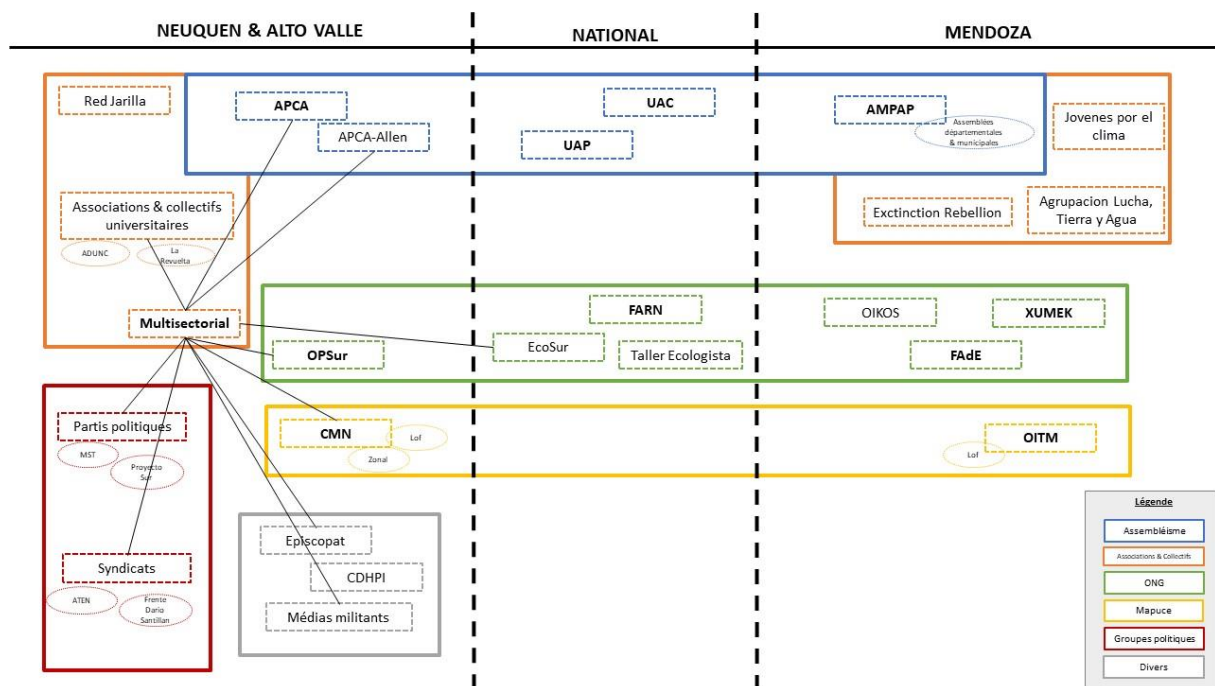 NEUQUEN & ALTO VALLE
NATIONAL
MENDOZA
Red Jarilla
APCA
APCA-Allen
UAC
UAP
AMPAP
Assemblées
départementales
& municipales
Jovenes por el
clima
Associations & collectifs
universitaires
ADUNC
La
Revuelta
Exctinction Rebellion
Agrupacion Lucha,
Tierra y Agua
Multisectorial
OPSur
FARN
EcoSur
Taller Ecologista
OIKOS
XUMEK
FAdE
Partis politiques
MST
Proyecto
Sur
CMN
Lof
Zonal
OITM
Lof
Syndicats
ATEN
Frente
Dario
Santillan
Episcopat
CDHPI
Médias militants
Légende
Assembléisme
Associations & Collectifs
ONG
Mapuce
Groupes politiques
Divers